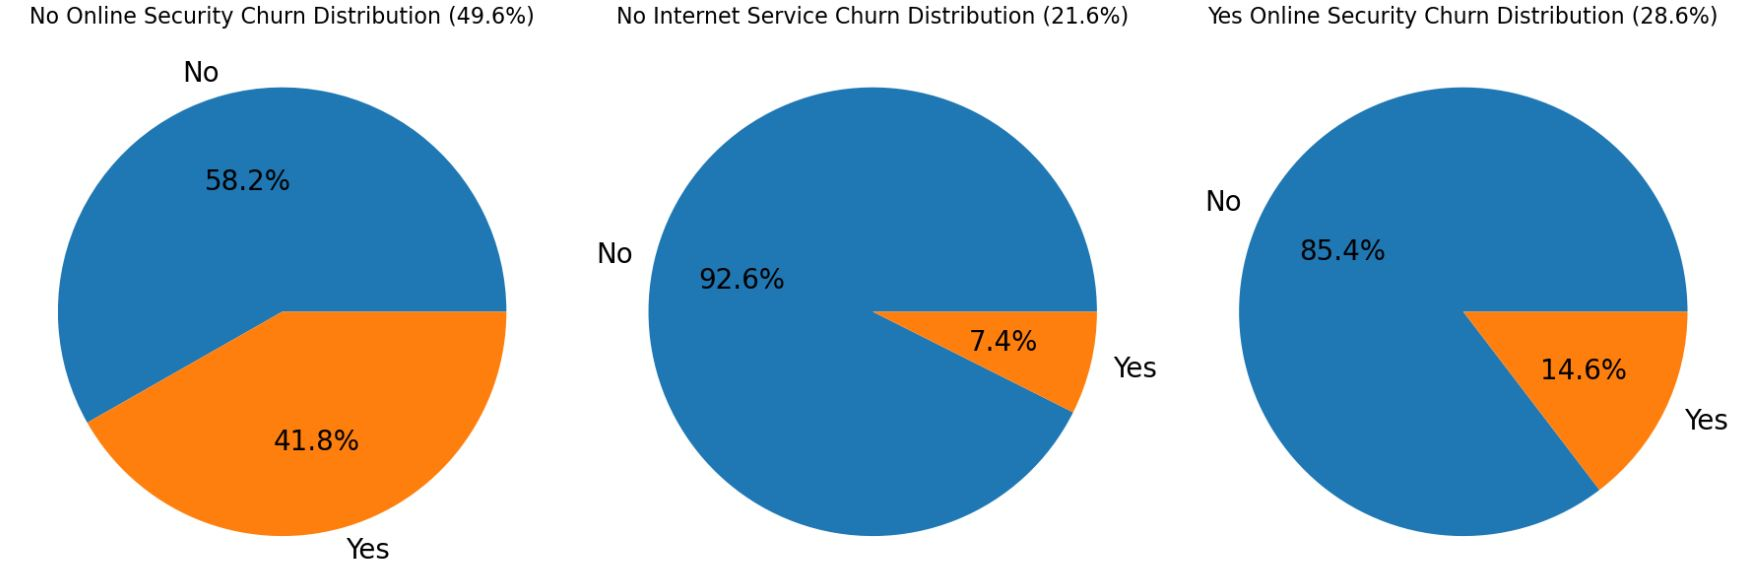 No Online Security Churn Distribution (49.6%)
No
58.2%
41.8%
Yes
No Internet Service Churn Distribution (21.6%)
No
92.6%
7.4%
Yes
Yes Online Security Churn Distribution (28.6%)
No
85.4%
14.6%
Yes